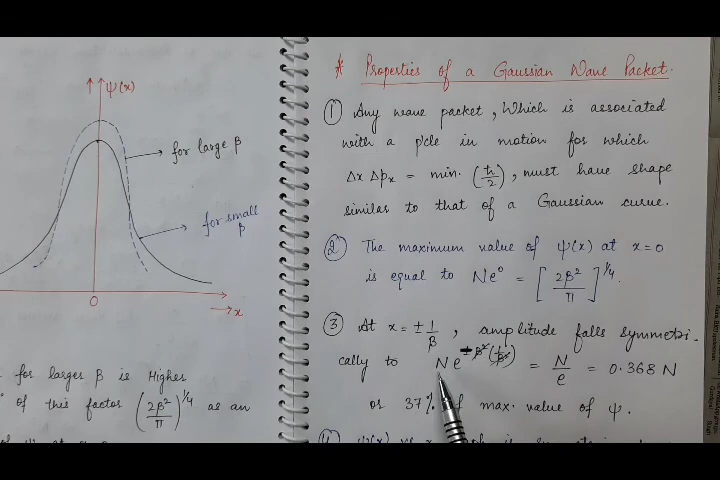 ψ(x)
for large β
for small
β
0
x
for larger β is Higher
of this factor (2β²/π)^1/4 as an
* Properties of a Gaussian Wave Packet.
① Any wave packet, Which is associated
with a p'cle in motion for which
Δx Δpx = min. (ħ/2), must have shape
similar to that of a Gaussian curve.
② The maximum value of ψ(x) at x=0
is equal to Ne⁰ = [2β²/π]^1/4.
③ At x = ± 1/β, amplitude falls symmetri-
cally to N e^-β²(1/β²) = N/e = 0.368 N
or 37% of max. value of ψ.